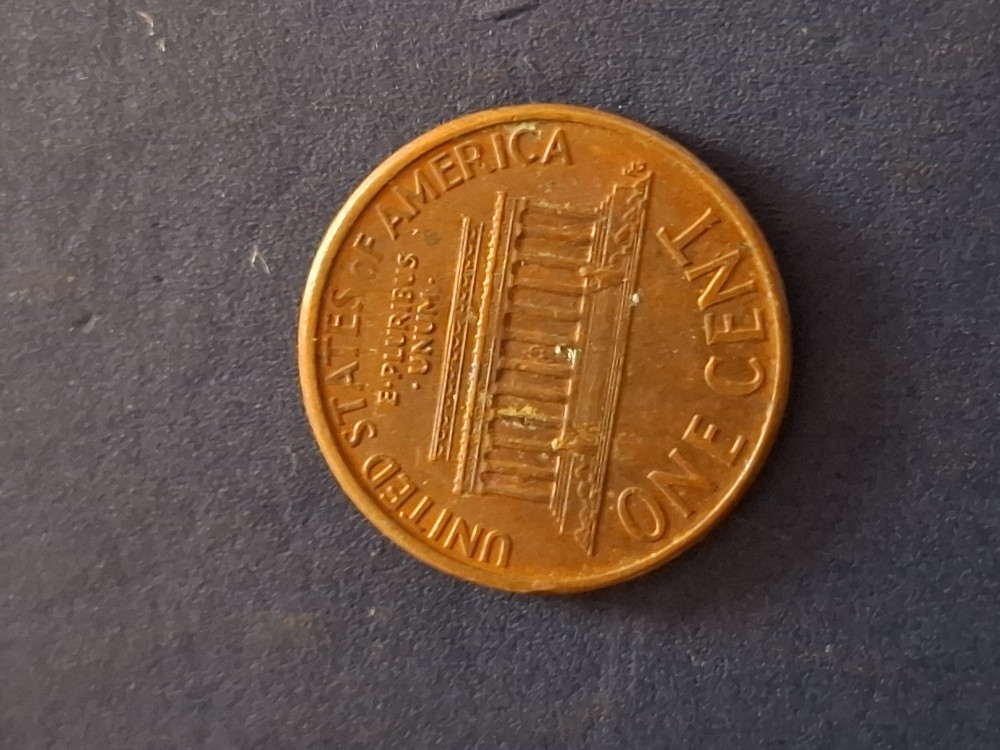 UNITED STATES OF AMERICA
E·PLURIBUS
·UNUM·
ONE CENT